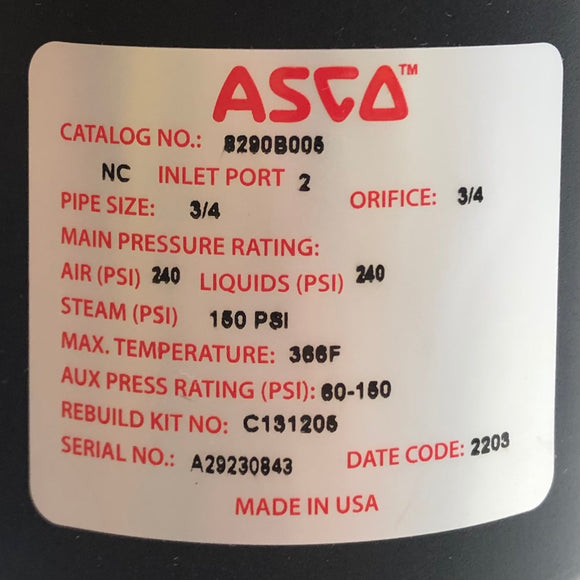 ASCO™
CATALOG NO.: 8290B005
NC INLET PORT 2
PIPE SIZE: 3/4 ORIFICE: 3/4
MAIN PRESSURE RATING:
AIR (PSI) 240 LIQUIDS (PSI) 240
STEAM (PSI) 150 PSI
MAX. TEMPERATURE: 366F
AUX PRESS RATING (PSI): 60-150
REBUILD KIT NO: C131205
SERIAL NO.: A29230843 DATE CODE: 2203
MADE IN USA